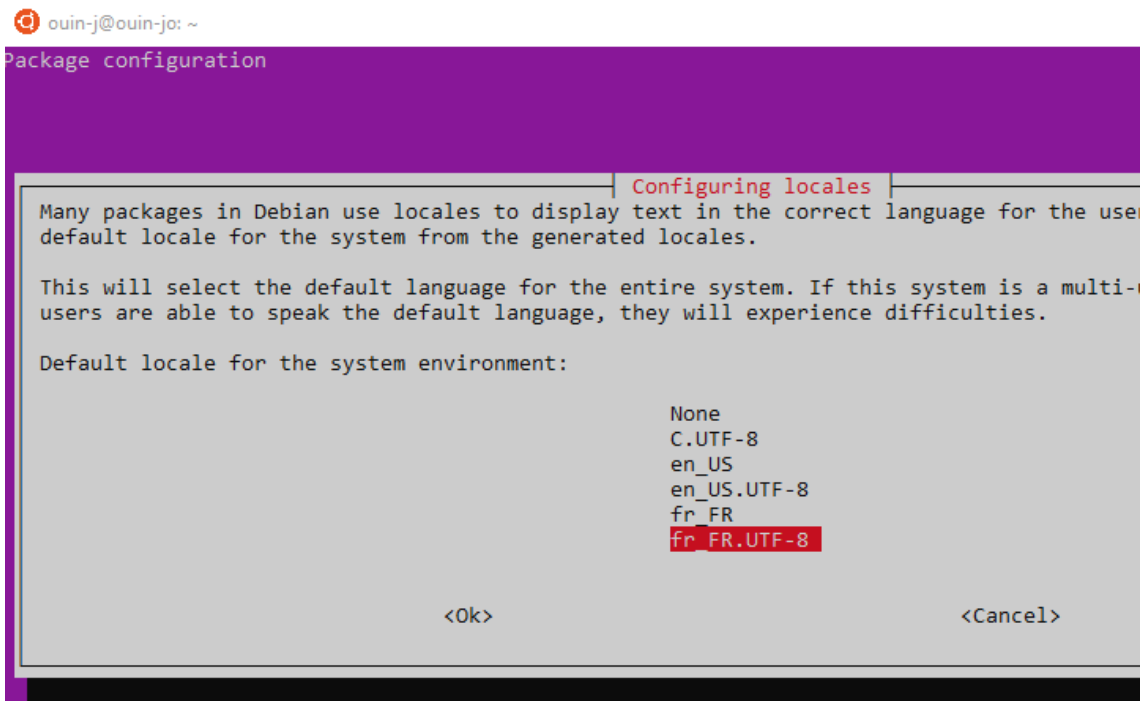 ouin-j@ouin-jo: ~
Package configuration
Configuring locales
Many packages in Debian use locales to display text in the correct language for the use
default locale for the system from the generated locales.
This will select the default language for the entire system. If this system is a multi-
users are able to speak the default language, they will experience difficulties.
Default locale for the system environment:
None
C.UTF-8
en_US
en_US.UTF-8
fr_FR
fr_FR.UTF-8
<Ok> <Cancel>